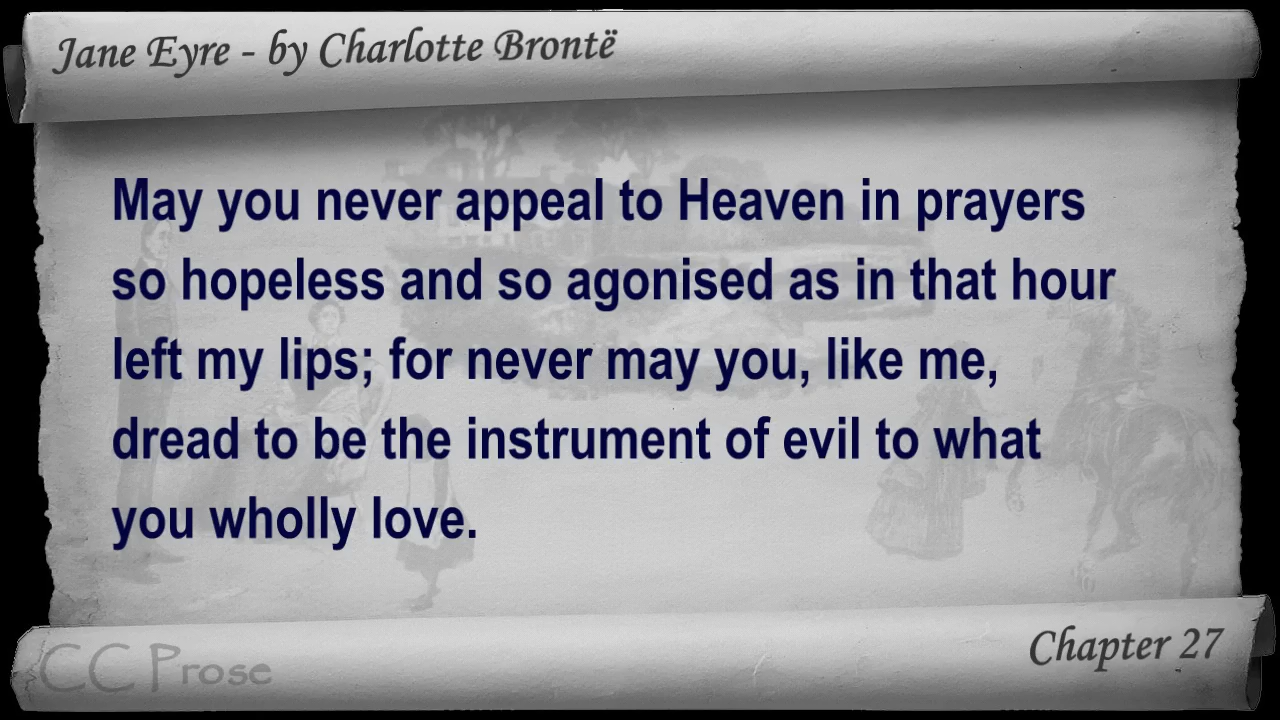 Jane Eyre - by Charlotte Brontë
May you never appeal to Heaven in prayers
so hopeless and so agonised as in that hour
left my lips; for never may you, like me,
dread to be the instrument of evil to what
you wholly love.
Chapter 27
CC Prose